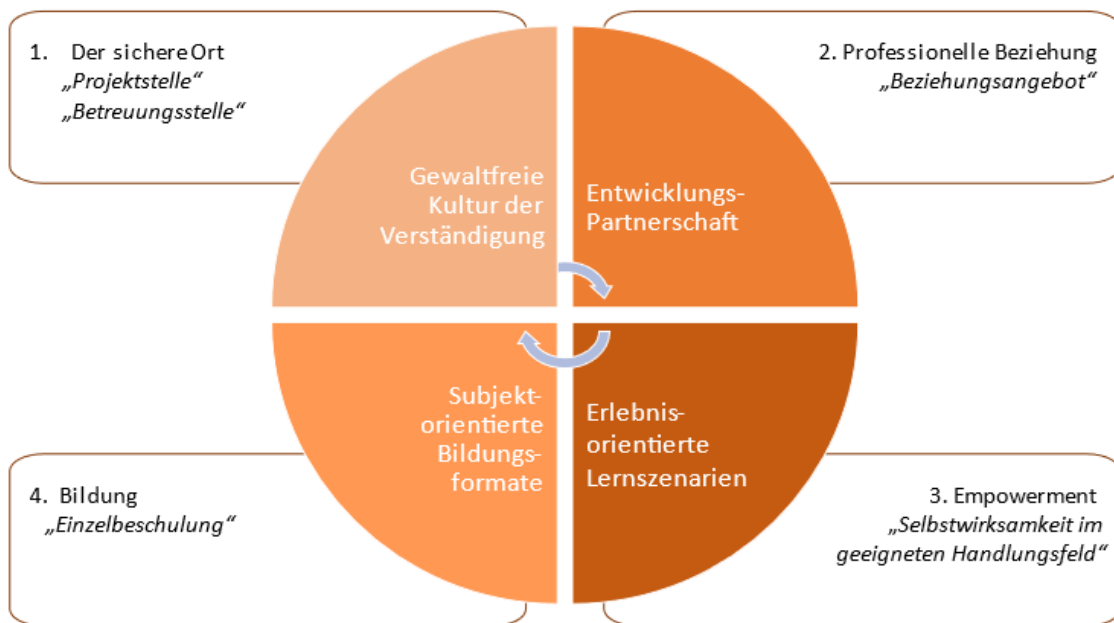 1. Der sichere Ort
„Projektstelle“
„Betreuungsstelle“
2. Professionelle Beziehung
„Beziehungsangebot“
Gewaltfreie
Kultur der
Verständigung
Entwicklungs-
Partnerschaft
Subjekt-
orientierte
Bildungs-
formate
Erlebnis-
orientierte
Lernszenarien
4. Bildung
„Einzelbeschulung“
3. Empowerment
„Selbstwirksamkeit im
geeigneten Handlungsfeld“